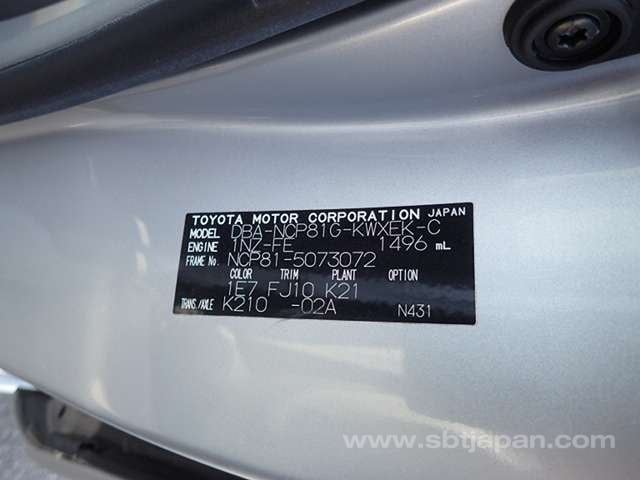 TOYOTA MOTOR CORPORATION JAPAN
MODEL DBA-NCP81G-KWXEK-C
ENGINE 1NZ-FE 1496 mL
FRAME No. NCP81-5073072
COLOR TRIM PLANT OPTION
1E7 FJ10 K21
TRANS./AXLE K210 -02A N431
www.sbtjapan.com